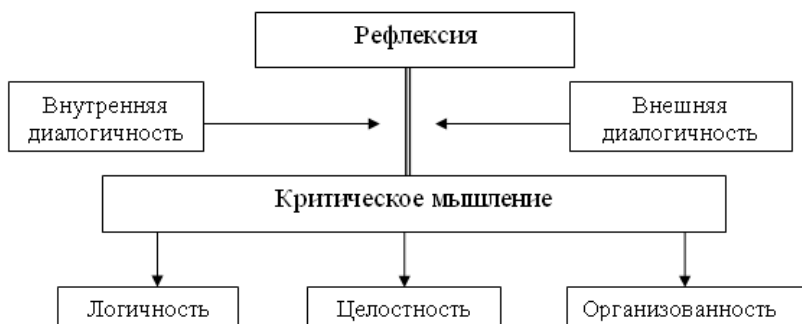 Рефлексия
Внутренняя
диалогичность
Внешняя
диалогичность
Критическое мышление
Логичность
Целостность
Организованность